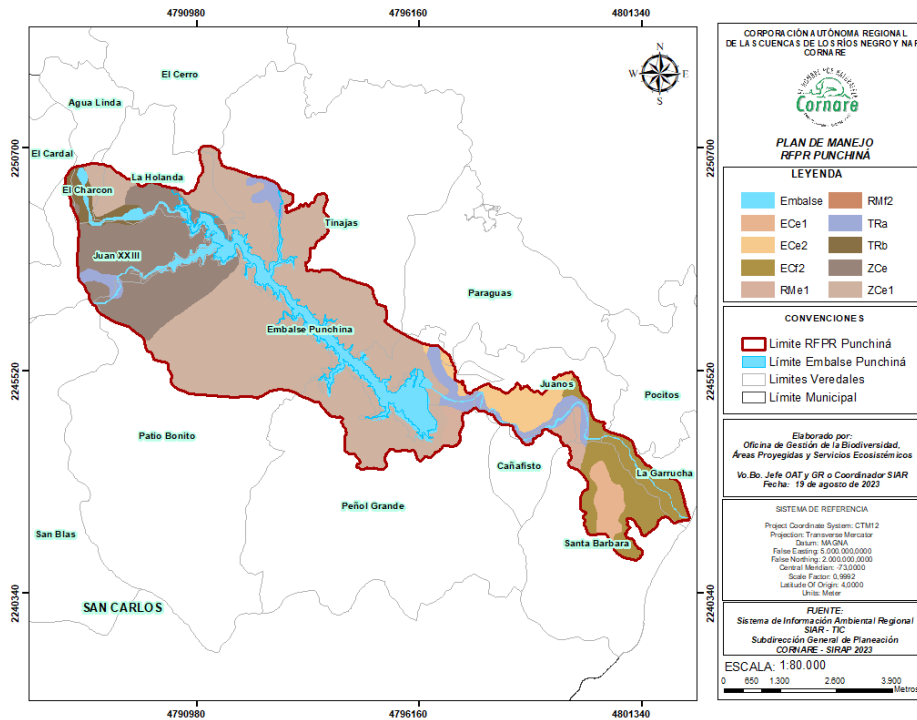 4790980
4796160
4801340
2250700
2245520
2240340
2250700
2245520
2240340
4790980
4796160
4801340
N
W
E
S
El Cerro
Agua Linda
El Cardal
La Holanda
El Charcon
Tinajas
Juan XXIII
Paraguas
Embalse Punchina
Juanos
Pocitos
Patio Bonito
Cañafisto
La Garrucha
Peñol Grande
San Blas
Santa Barbara
SAN CARLOS
CORPORACIÓN AUTÓNOMA REGIONAL
DE LAS CUENCAS DE LOS RÍOS NEGRO Y NAR
CORNARE
Cornare
PLAN DE MANEJO
RFPR PUNCHINÁ
LEYENDA
Embalse
RMf2
ECe1
TRa
ECe2
TRb
ECf2
ZCe
RMe1
ZCe1
CONVENCIONES
Limite RFPR Punchiná
Límite Embalse Punchiná
Limites Veredales
Límite Municipal
Elaborado por:
Oficina de Gestión de la Biodiversidad,
Áreas Proyegidas y Servicios Ecosistémicos
Vo.Bo. Jefe OAT y GR o Coordinador SIAR
Fecha: 19 de agosto de 2023
SISTEMA DE REFERENCIA
Project Coordinate System: CTM12
Projection: Transverse Mercator
Datum: MAGNA
False Easting: 5.000.000,0000
False Northing: 2.000.000,0000
Central Meridian: -73,0000
Scale Factor: 0,9992
Latitude Of Origin: 4,0000
Units: Meter
FUENTE:
Sistema de Información Ambiental Regional
SIAR - TIC
Subdirección General de Planeación
CORNARE - SIRAP 2023
ESCALA: 1:80.000
0 650 1.300 2.600 3.900
Metros